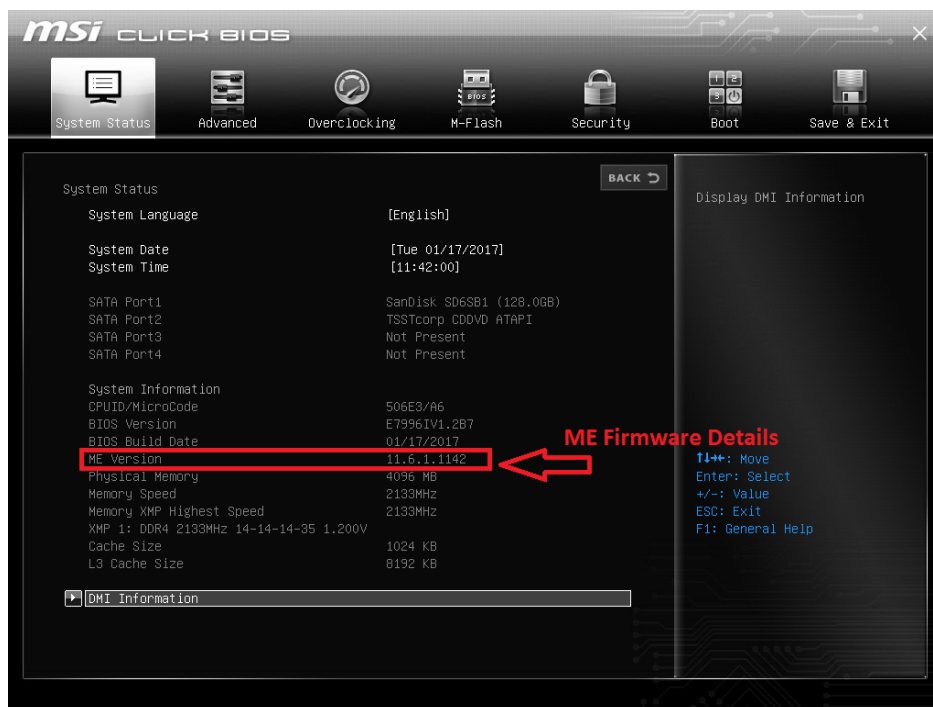 msi CLICK BIOS
System Status Advanced Overclocking M-Flash Security Boot Save & Exit
BACK
System Status
System Language [English]
System Date [Tue 01/17/2017]
System Time [11:42:00]
SATA Port1 SanDisk SD6SB1 (128.0GB)
SATA Port2 TSSTcorp CDDVD ATAPI
SATA Port3 Not Present
SATA Port4 Not Present
System Information
CPUID/MicroCode 506E3/A6
BIOS Version E7996IV1.2B7
BIOS Build Date 01/17/2017
ME Version 11.6.1.1142
Physical Memory 4096 MB
Memory Speed 2133MHz
Memory XMP Highest Speed 2133MHz
XMP 1: DDR4 2133MHz 14-14-14-35 1.200V
Cache Size 1024 KB
L3 Cache Size 8192 KB
DMI Information
Display DMI Information
ME Firmware Details
↑↓→←: Move
Enter: Select
+/-: Value
ESC: Exit
F1: General Help